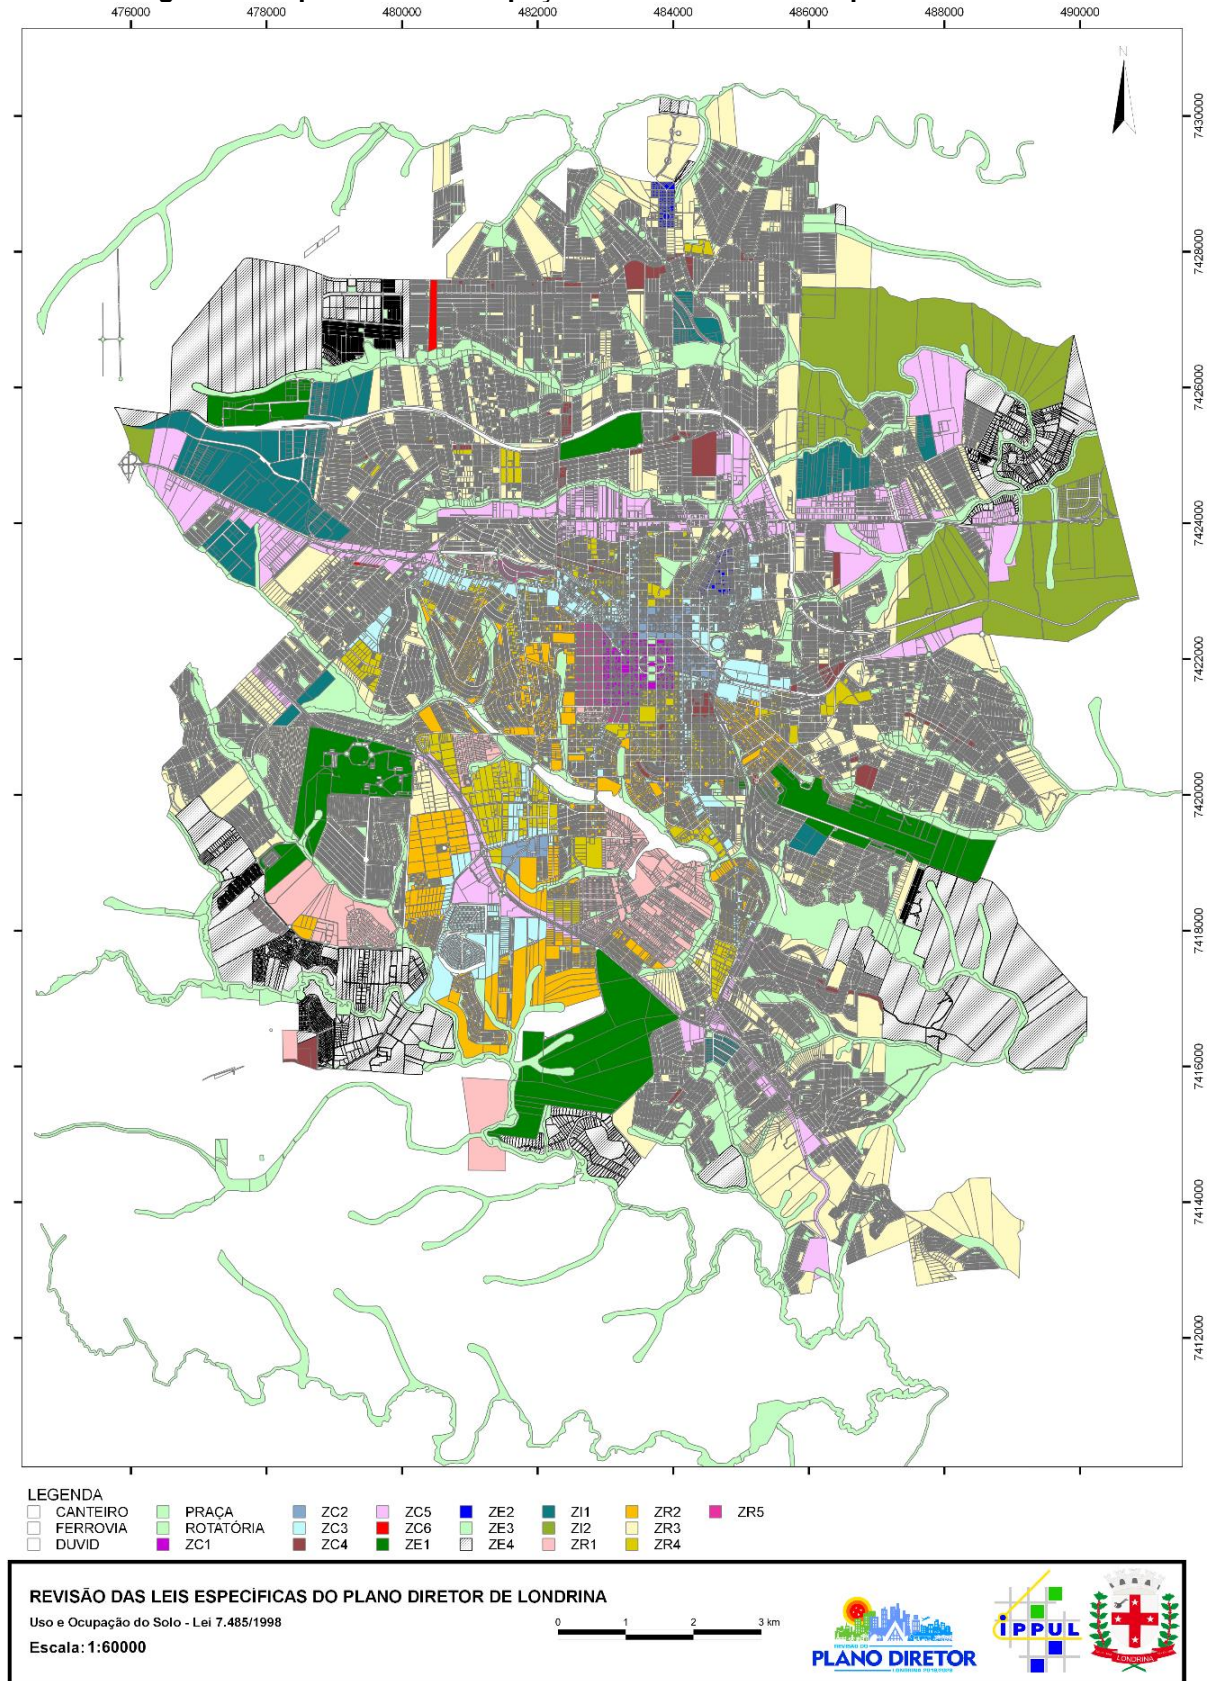 476000 478000 480000 482000 484000 486000 488000 490000
N
7430000
7428000
7426000
7424000
7422000
7420000
7418000
7416000
7414000
7412000
LEGENDA
CANTEIRO PRAÇA ZC2 ZC5 ZE2 ZI1 ZR2 ZR5
FERROVIA ROTATÓRIA ZC3 ZC6 ZE3 ZI2 ZR3
DUVID ZC1 ZC4 ZE1 ZE4 ZR1 ZR4
REVISÃO DAS LEIS ESPECÍFICAS DO PLANO DIRETOR DE LONDRINA
Uso e Ocupação do Solo - Lei 7.485/1998
Escala: 1:60000
0 1 2 3 km
PLANO DIRETOR
iPPUL
LONDRINA